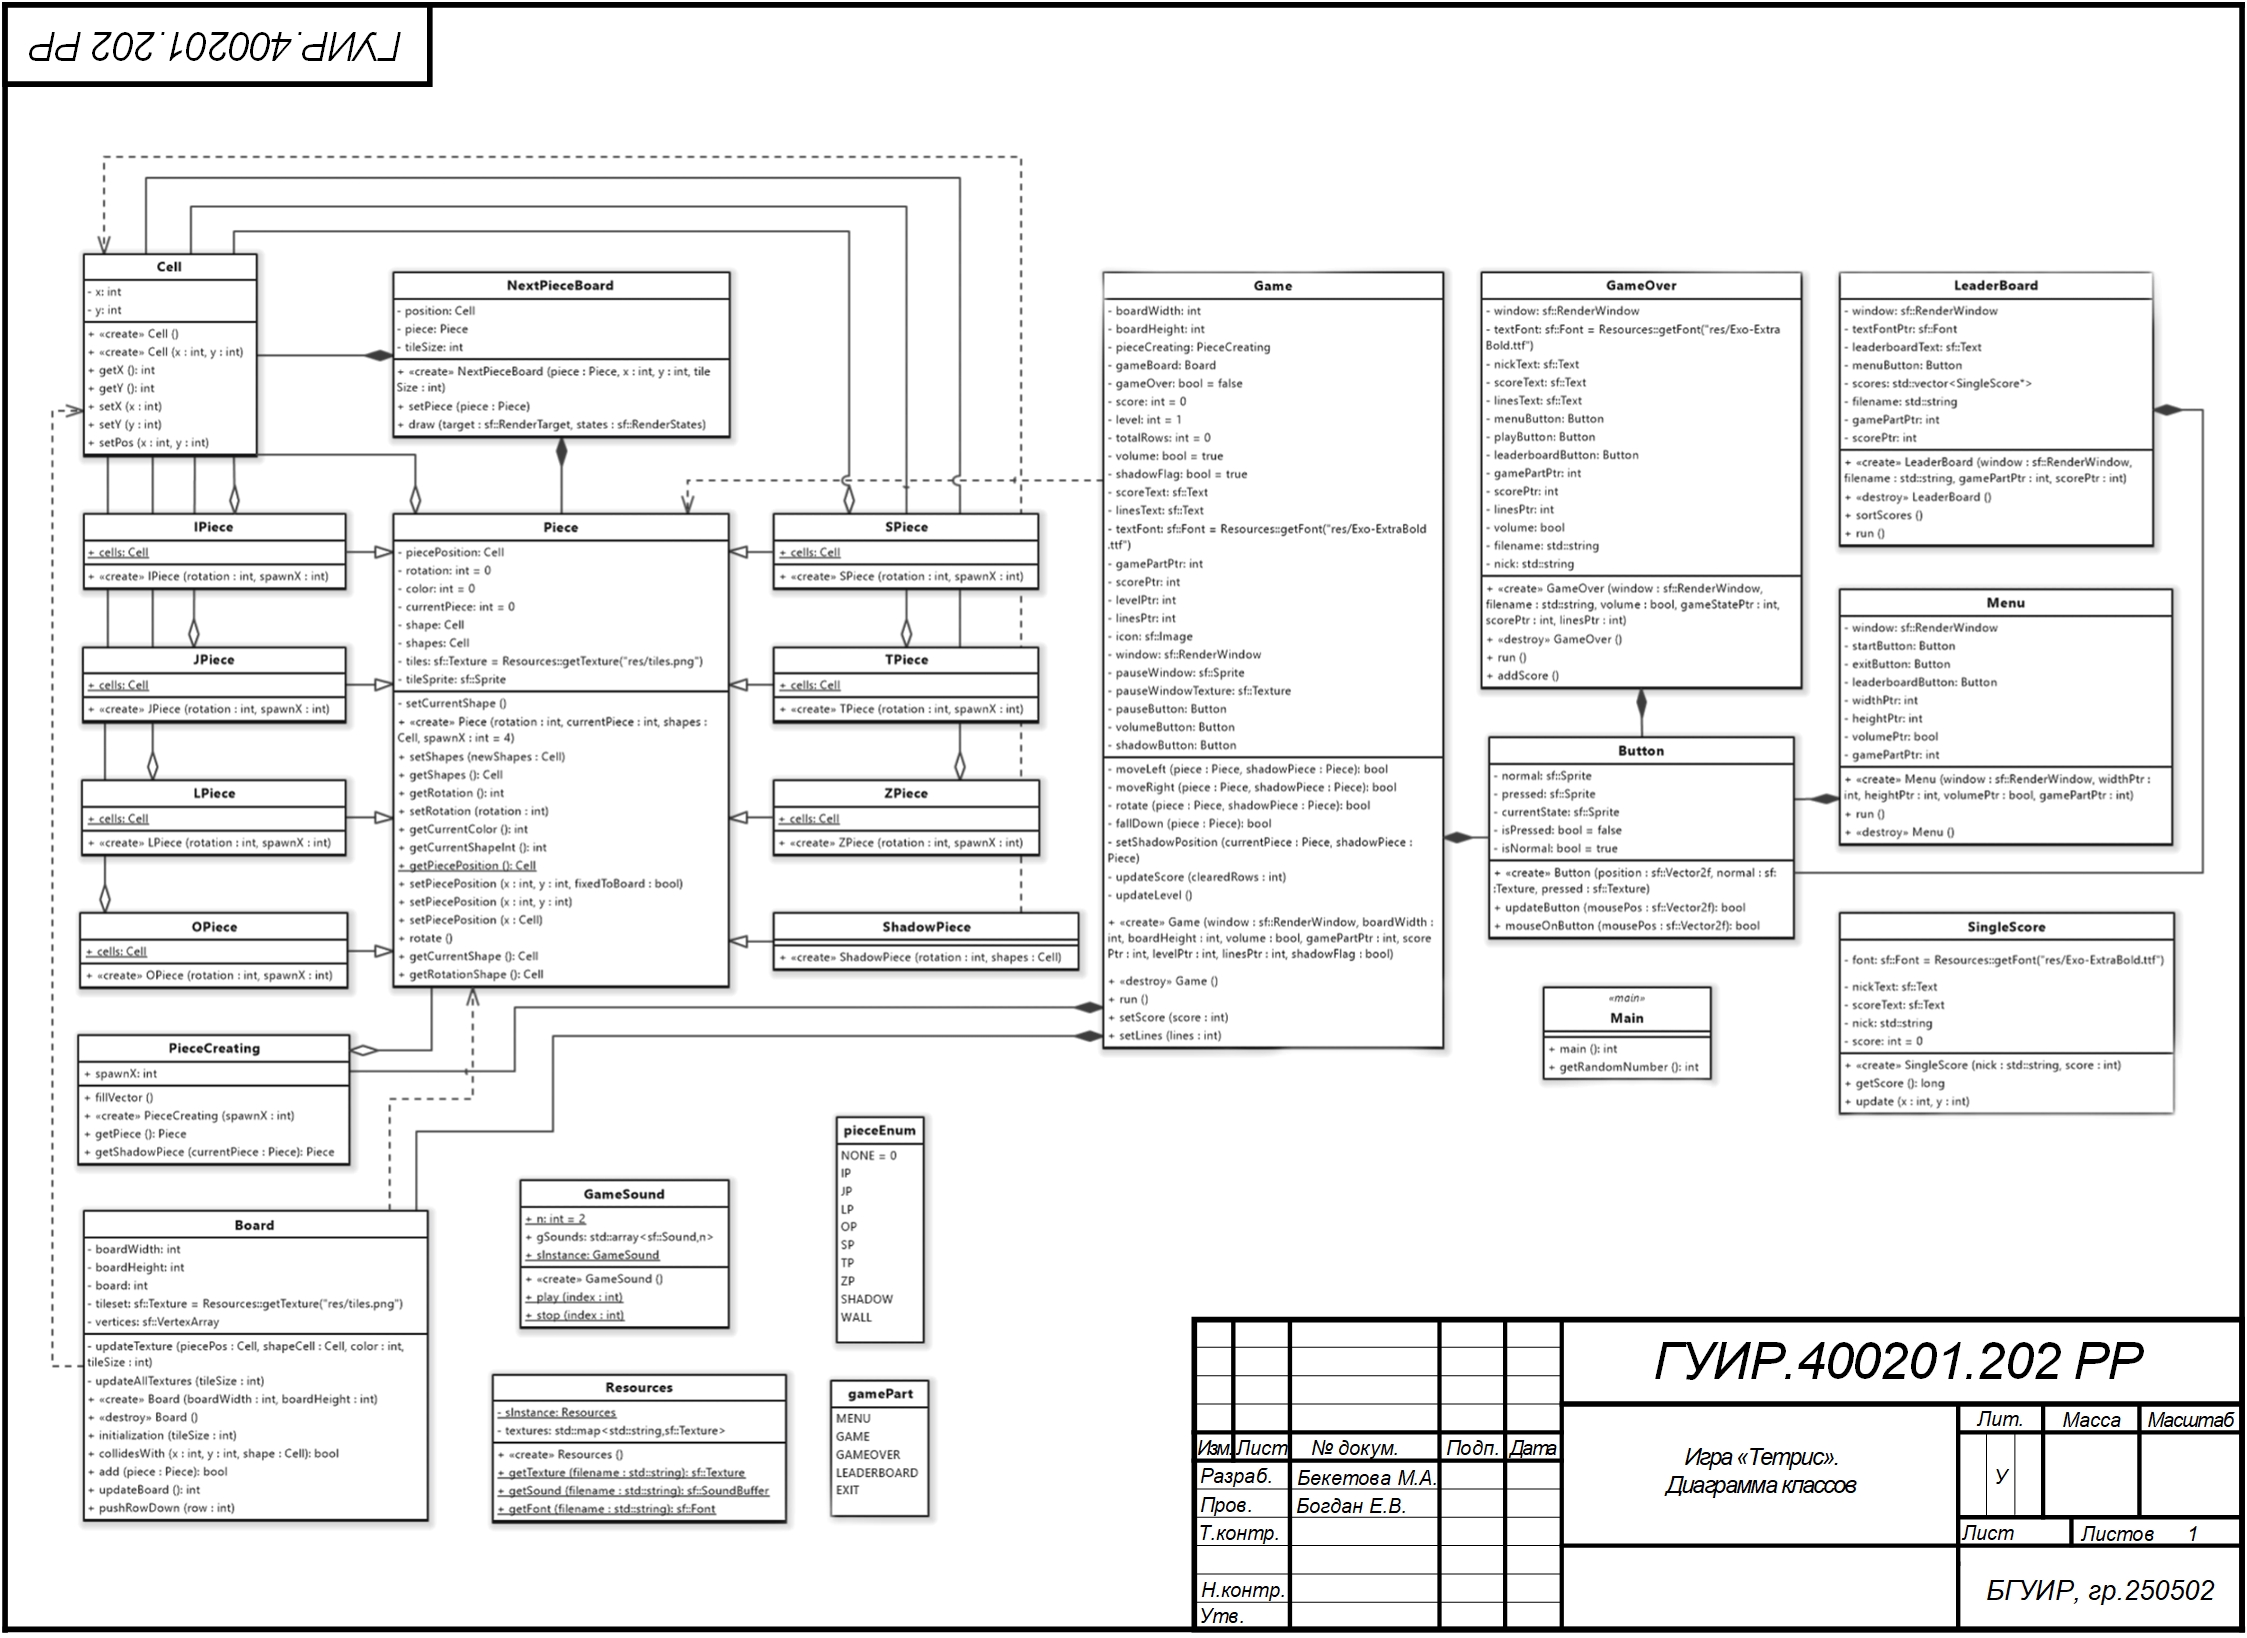 ГУИР.400201.202 РР
Cell
- x: int
- y: int
+ «create» Cell ()
+ «create» Cell (x : int, y : int)
+ getX (): int
+ getY (): int
+ setX (x : int)
+ setY (y : int)
+ setPos (x : int, y : int)
NextPieceBoard
- position: Cell
- piece: Piece
- tileSize: int
+ «create» NextPieceBoard (piece : Piece, x : int, y : int, tile
Size : int)
+ setPiece (piece : Piece)
+ draw (target : sf::RenderTarget, states : sf::RenderStates)
IPiece
+ cells: Cell
+ «create» IPiece (rotation : int, spawnX : int)
JPiece
+ cells: Cell
+ «create» JPiece (rotation : int, spawnX : int)
LPiece
+ cells: Cell
+ «create» LPiece (rotation : int, spawnX : int)
OPiece
+ cells: Cell
+ «create» OPiece (rotation : int, spawnX : int)
Piece
- piecePosition: Cell
- rotation: int = 0
- color: int = 0
- currentPiece: int = 0
- shape: Cell
- shapes: Cell
- tiles: sf::Texture = Resources::getTexture("res/tiles.png")
- tileSprite: sf::Sprite
- setCurrentShape ()
+ «create» Piece (rotation : int, currentPiece : int, shapes :
Cell, spawnX : int = 4)
+ setShapes (newShapes : Cell)
+ getShapes (): Cell
+ getRotation (): int
+ setRotation (rotation : int)
+ getCurrentColor (): int
+ getCurrentShapeInt (): int
+ getPiecePosition (): Cell
+ setPiecePosition (x : int, y : int, fixedToBoard : bool)
+ setPiecePosition (x : int, y : int)
+ setPiecePosition (x : Cell)
+ rotate ()
+ getCurrentShape (): Cell
+ getRotationShape (): Cell
SPiece
+ cells: Cell
+ «create» SPiece (rotation : int, spawnX : int)
TPiece
+ cells: Cell
+ «create» TPiece (rotation : int, spawnX : int)
ZPiece
+ cells: Cell
+ «create» ZPiece (rotation : int, spawnX : int)
ShadowPiece
+ «create» ShadowPiece (rotation : int, shapes : Cell)
PieceCreating
+ spawnX: int
+ fillVector ()
+ «create» PieceCreating (spawnX : int)
+ getPiece (): Piece
+ getShadowPiece (currentPiece : Piece): Piece
Board
- boardWidth: int
- boardHeight: int
- board: int
- tileset: sf::Texture = Resources::getTexture("res/tiles.png")
- vertices: sf::VertexArray
- updateTexture (piecePos : Cell, shapeCell : Cell, color : int,
tileSize : int)
- updateAllTextures (tileSize : int)
+ «create» Board (boardWidth : int, boardHeight : int)
+ «destroy» Board ()
+ initialization (tileSize : int)
+ collidesWith (x : int, y : int, shape : Cell): bool
+ add (piece : Piece): bool
+ updateBoard (): int
+ pushRowDown (row : int)
GameSound
+ n: int = 2
+ gSounds: std::array<sf::Sound,n>
+ sInstance: GameSound
+ «create» GameSound ()
+ play (index : int)
+ stop (index : int)
Resources
- sInstance: Resources
- textures: std::map<std::string,sf::Texture>
+ «create» Resources ()
+ getTexture (filename : std::string): sf::Texture
+ getSound (filename : std::string): sf::SoundBuffer
+ getFont (filename : std::string): sf::Font
pieceEnum
NONE = 0
IP
JP
LP
OP
SP
TP
ZP
SHADOW
WALL
gamePart
MENU
GAME
GAMEOVER
LEADERBOARD
EXIT
Game
- boardWidth: int
- boardHeight: int
- pieceCreating: PieceCreating
- gameBoard: Board
- gameOver: bool = false
- score: int = 0
- level: int = 1
- totalRows: int = 0
- volume: bool = true
- shadowFlag: bool = true
- scoreText: sf::Text
- linesText: sf::Text
- textFont: sf::Font = Resources::getFont("res/Exo-ExtraBold
.ttf")
- gamePartPtr: int
- scorePtr: int
- levelPtr: int
- linesPtr: int
- icon: sf::Image
- window: sf::RenderWindow
- pauseWindow: sf::Sprite
- pauseWindowTexture: sf::Texture
- pauseButton: Button
- volumeButton: Button
- shadowButton: Button
- moveLeft (piece : Piece, shadowPiece : Piece): bool
- moveRight (piece : Piece, shadowPiece : Piece): bool
- rotate (piece : Piece, shadowPiece : Piece): bool
- fallDown (piece : Piece): bool
- setShadowPosition (currentPiece : Piece, shadowPiece :
Piece)
- updateScore (clearedRows : int)
- updateLevel ()
+ «create» Game (window : sf::RenderWindow, boardWidth :
int, boardHeight : int, volume : bool, gamePartPtr : int, score
Ptr : int, levelPtr : int, linesPtr : int, shadowFlag : bool)
+ «destroy» Game ()
+ run ()
+ setScore (score : int)
+ setLines (lines : int)
GameOver
- window: sf::RenderWindow
- textFont: sf::Font = Resources::getFont("res/Exo-Extra
Bold.ttf")
- nickText: sf::Text
- scoreText: sf::Text
- linesText: sf::Text
- menuButton: Button
- playButton: Button
- leaderboardButton: Button
- gamePartPtr: int
- scorePtr: int
- linesPtr: int
- volume: bool
- filename: std::string
- nick: std::string
+ «create» GameOver (window : sf::RenderWindow,
filename : std::string, volume : bool, gameStatePtr : int,
scorePtr : int, linesPtr : int)
+ «destroy» GameOver ()
+ run ()
+ addScore ()
Button
- normal: sf::Sprite
- pressed: sf::Sprite
- currentState: sf::Sprite
- isPressed: bool = false
- isNormal: bool = true
+ «create» Button (position : sf::Vector2f, normal : sf:
:Texture, pressed : sf::Texture)
+ updateButton (mousePos : sf::Vector2f): bool
+ mouseOnButton (mousePos : sf::Vector2f): bool
«main»
Main
+ main (): int
+ getRandomNumber (): int
LeaderBoard
- window: sf::RenderWindow
- textFontPtr: sf::Font
- leaderboardText: sf::Text
- menuButton: Button
- scores: std::vector<SingleScore*>
- filename: std::string
- gamePartPtr: int
- scorePtr: int
+ «create» LeaderBoard (window : sf::RenderWindow,
filename : std::string, gamePartPtr : int, scorePtr : int)
+ «destroy» LeaderBoard ()
+ sortScores ()
+ run ()
Menu
- window: sf::RenderWindow
- startButton: Button
- exitButton: Button
- leaderboardButton: Button
- widthPtr: int
- heightPtr: int
- volumePtr: bool
- gamePartPtr: int
+ «create» Menu (window : sf::RenderWindow, widthPtr :
int, heightPtr : int, volumePtr : bool, gamePartPtr : int)
+ run ()
+ «destroy» Menu ()
SingleScore
- font: sf::Font = Resources::getFont("res/Exo-ExtraBold.ttf")
- nickText: sf::Text
- scoreText: sf::Text
- nick: std::string
- score: int = 0
+ «create» SingleScore (nick : std::string, score : int)
+ getScore (): long
+ update (x : int, y : int)
ГУИР.400201.202 РР
Изм. Лист № докум. Подп. Дата
Разраб. Бекетова М.А.
Пров. Богдан Е.В.
Т.контр.
Н.контр.
Утв.
Игра «Тетрис».
Диаграмма классов
Лит. Масса Масштаб
У
Лист Листов 1
БГУИР, гр.250502